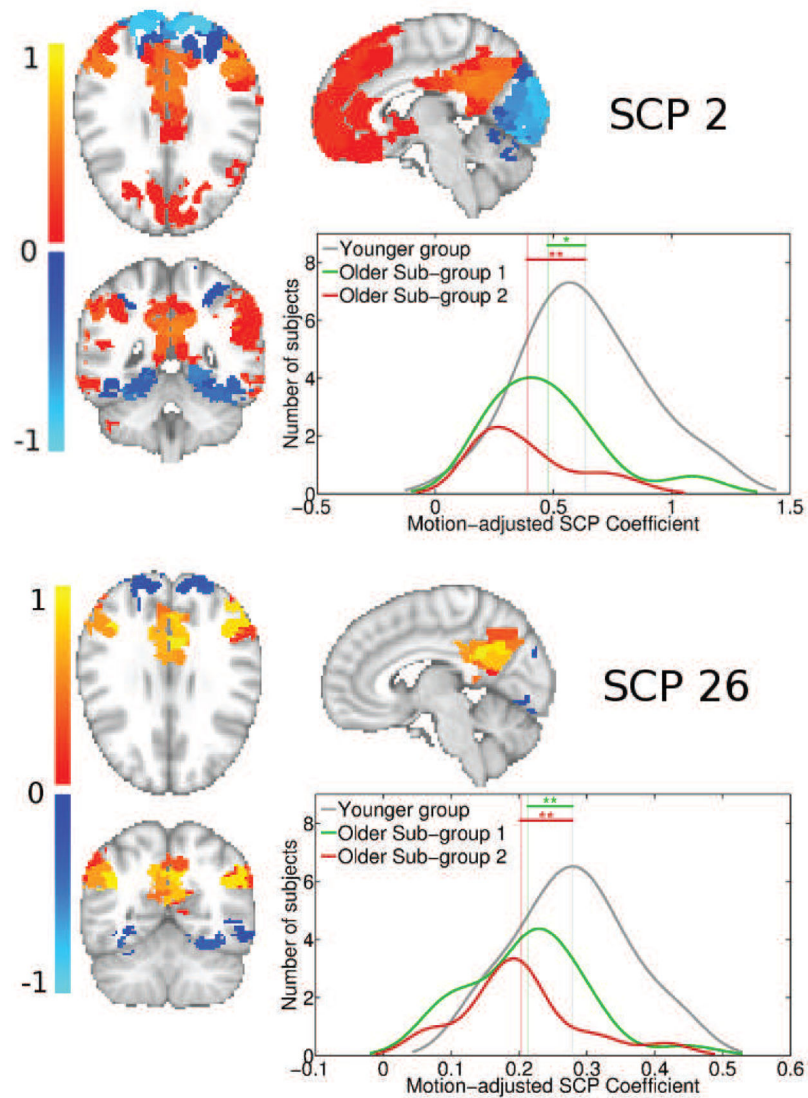 1
0
-1
SCP 2
Younger group
Older Sub-group 1
Older Sub-group 2
*
**
Number of subjects
8
6
4
2
0
-0.5 0 0.5 1 1.5
Motion-adjusted SCP Coefficient
1
0
-1
SCP 26
Younger group
Older Sub-group 1
Older Sub-group 2
**
**
Number of subjects
8
6
4
2
0
-0.1 0 0.1 0.2 0.3 0.4 0.5 0.6
Motion-adjusted SCP Coefficient